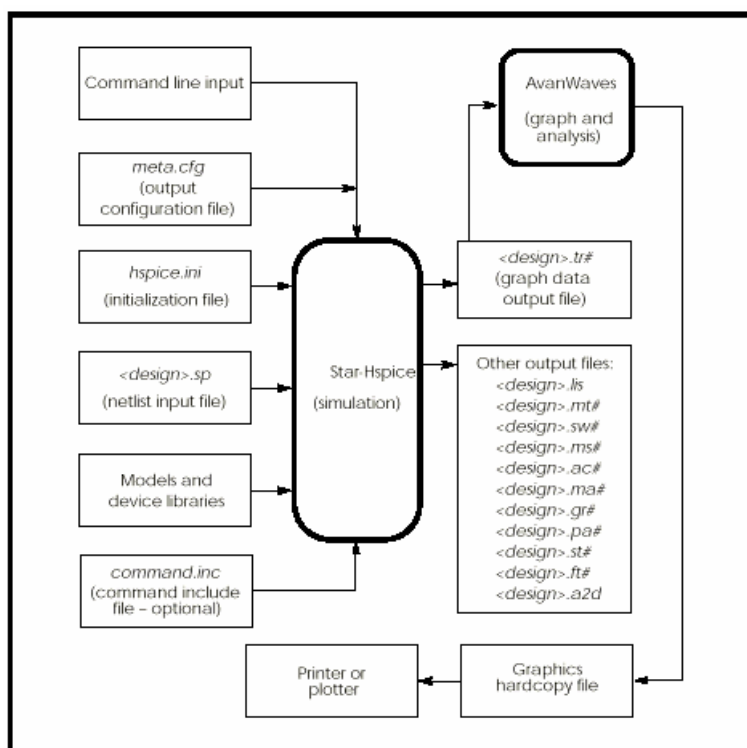 Command line input
meta.cfg
(output
configuration file)
hspice.ini
(initialization file)
<design>.sp
(netlist input file)
Models and
device libraries
command.inc
(command include
file – optional)
Star-Hspice
(simulation)
AvanWaves
(graph and
analysis)
<design>.tr#
(graph data
output file)
Other output files:
<design>.lis
<design>.mt#
<design>.sw#
<design>.ms#
<design>.ac#
<design>.ma#
<design>.gr#
<design>.pa#
<design>.st#
<design>.ft#
<design>.a2d
Printer or
plotter
Graphics
hardcopy file